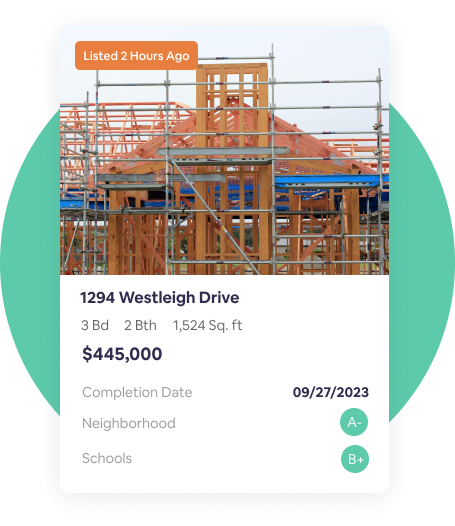 Listed 2 Hours Ago
1294 Westleigh Drive
3 Bd 2 Bth 1,524 Sq. ft
$445,000
Completion Date 09/27/2023
Neighborhood A-
Schools B+